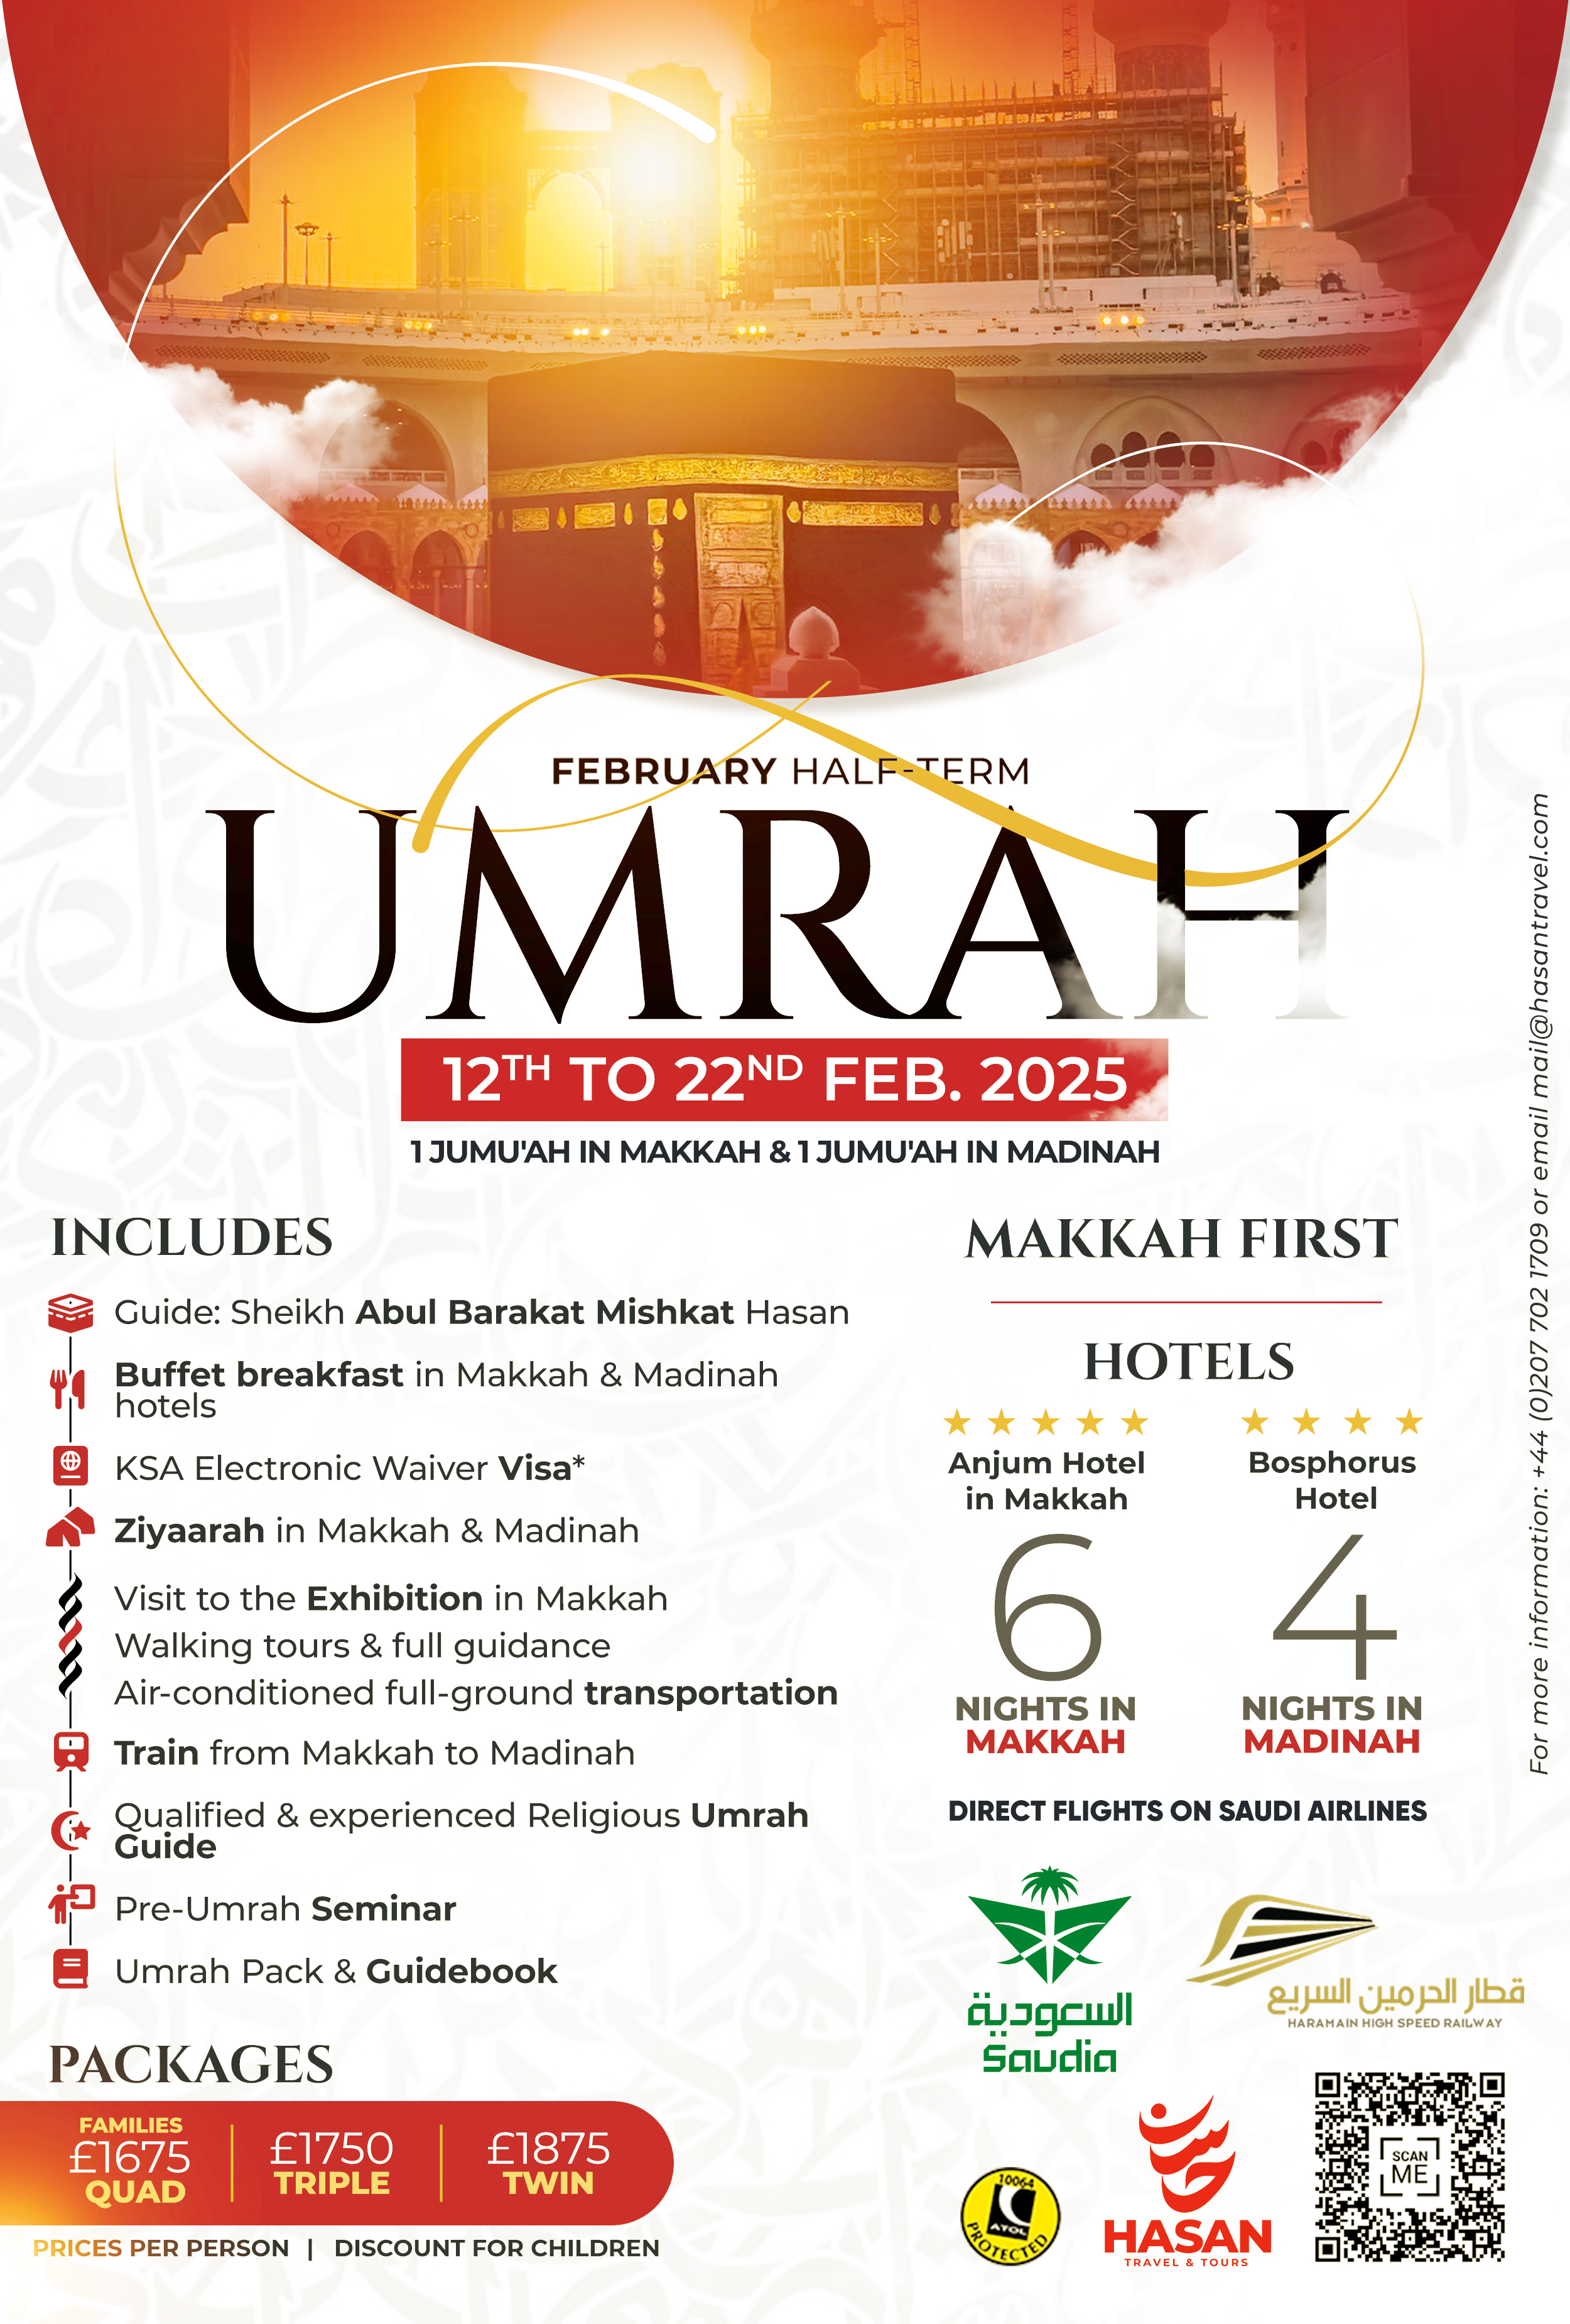 FEBRUARY HALF-TERM
UMRAH
12TH TO 22ND FEB. 2025
1 JUMU'AH IN MAKKAH & 1 JUMU'AH IN MADINAH
INCLUDES
Guide: Sheikh Abul Barakat Mishkat Hasan
Buffet breakfast in Makkah & Madinah
hotels
KSA Electronic Waiver Visa*
Ziyaarah in Makkah & Madinah
Visit to the Exhibition in Makkah
Walking tours & full guidance
Air-conditioned full-ground transportation
Train from Makkah to Madinah
Qualified & experienced Religious Umrah
Guide
Pre-Umrah Seminar
Umrah Pack & Guidebook
PACKAGES
FAMILIES
£1675
QUAD
£1750
TRIPLE
£1875
TWIN
PRICES PER PERSON | DISCOUNT FOR CHILDREN
MAKKAH FIRST
HOTELS
Anjum Hotel
in Makkah
6
NIGHTS IN
MAKKAH
Bosphorus
Hotel
4
NIGHTS IN
MADINAH
DIRECT FLIGHTS ON SAUDI AIRLINES
السعودية
Saudia
قطار الحرمين السريع
HARAMAIN HIGH SPEED RAILWAY
10064
ATOL
PROTECTED
حسن
HASAN
TRAVEL & TOURS
SCAN
ME
For more information: +44 (0)207 702 1709 or email mail@hasantravel.com